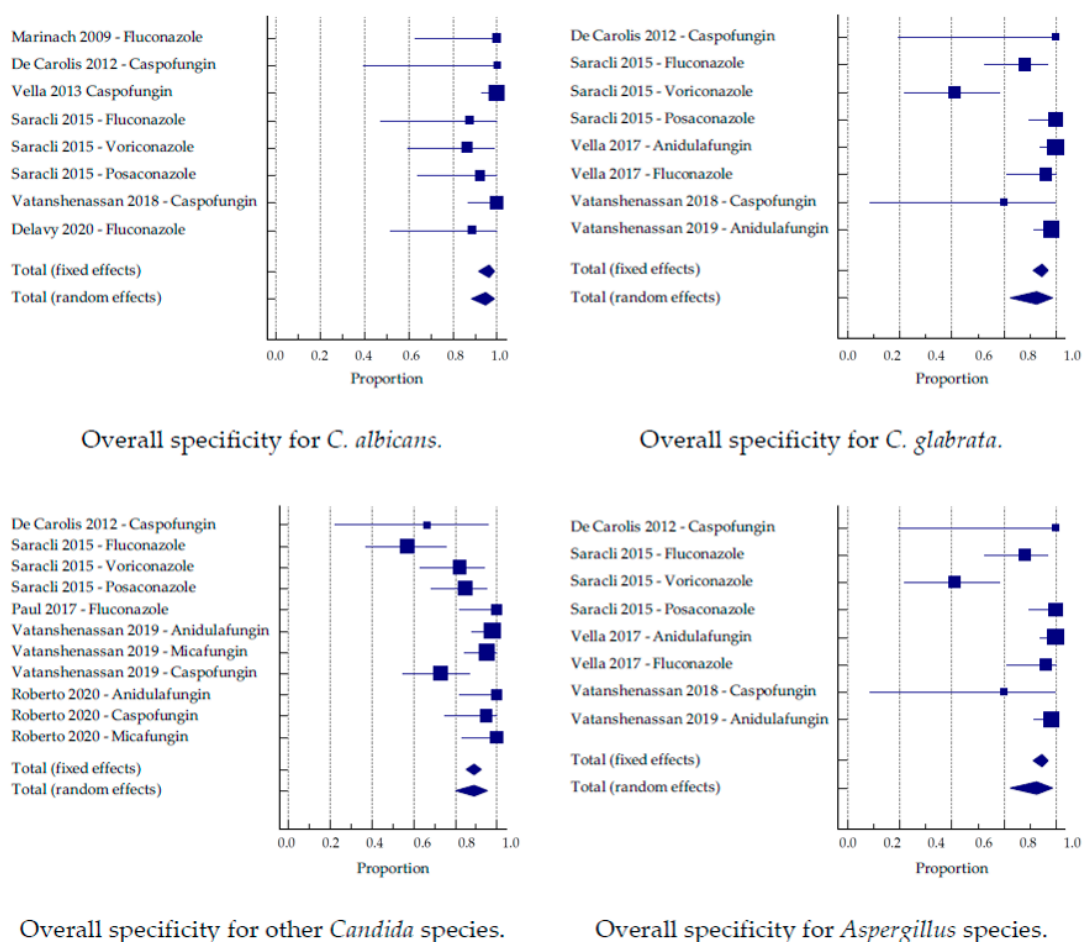 Marinach 2009 - Fluconazole
De Carolis 2012 - Caspofungin
Vella 2013 Caspofungin
Saracli 2015 - Fluconazole
Saracli 2015 - Voriconazole
Saracli 2015 - Posaconazole
Vatanshenassan 2018 - Caspofungin
Delavy 2020 - Fluconazole
Total (fixed effects)
Total (random effects)
0.0 0.2 0.4 0.6 0.8 1.0
Proportion
Overall specificity for C. albicans.
De Carolis 2012 - Caspofungin
Saracli 2015 - Fluconazole
Saracli 2015 - Voriconazole
Saracli 2015 - Posaconazole
Vella 2017 - Anidulafungin
Vella 2017 - Fluconazole
Vatanshenassan 2018 - Caspofungin
Vatanshenassan 2019 - Anidulafungin
Total (fixed effects)
Total (random effects)
0.0 0.2 0.4 0.6 0.8 1.0
Proportion
Overall specificity for C. glabrata.
De Carolis 2012 - Caspofungin
Saracli 2015 - Fluconazole
Saracli 2015 - Voriconazole
Saracli 2015 - Posaconazole
Paul 2017 - Fluconazole
Vatanshenassan 2019 - Anidulafungin
Vatanshenassan 2019 - Micafungin
Vatanshenassan 2019 - Caspofungin
Roberto 2020 - Anidulafungin
Roberto 2020 - Caspofungin
Roberto 2020 - Micafungin
Total (fixed effects)
Total (random effects)
0.0 0.2 0.4 0.6 0.8 1.0
Proportion
Overall specificity for other Candida species.
De Carolis 2012 - Caspofungin
Saracli 2015 - Fluconazole
Saracli 2015 - Voriconazole
Saracli 2015 - Posaconazole
Vella 2017 - Anidulafungin
Vella 2017 - Fluconazole
Vatanshenassan 2018 - Caspofungin
Vatanshenassan 2019 - Anidulafungin
Total (fixed effects)
Total (random effects)
0.0 0.2 0.4 0.6 0.8 1.0
Proportion
Overall specificity for Aspergillus species.